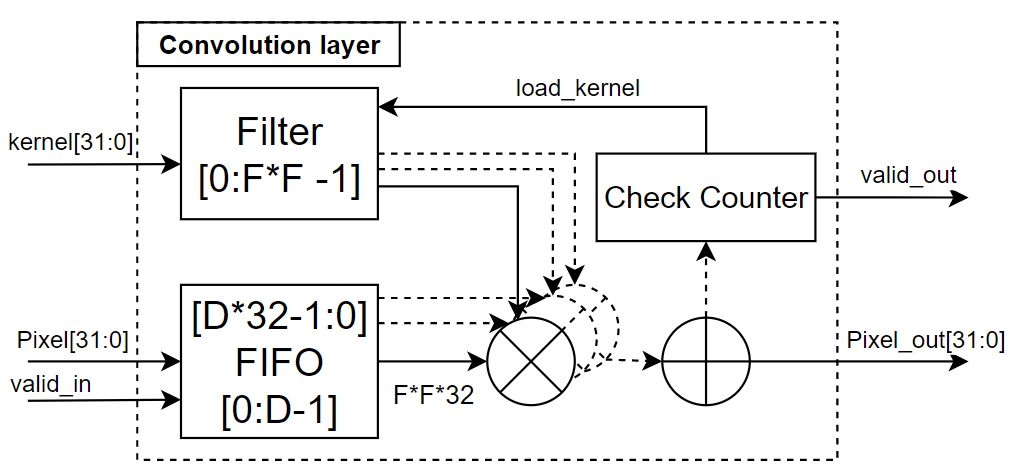 Convolution layer
load_kernel
kernel[31:0]
Filter
[0:F*F -1]
valid_out
Check Counter
[D*32-1:0]
FIFO
[0:D-1]
Pixel[31:0]
valid_in
F*F*32
Pixel_out[31:0]